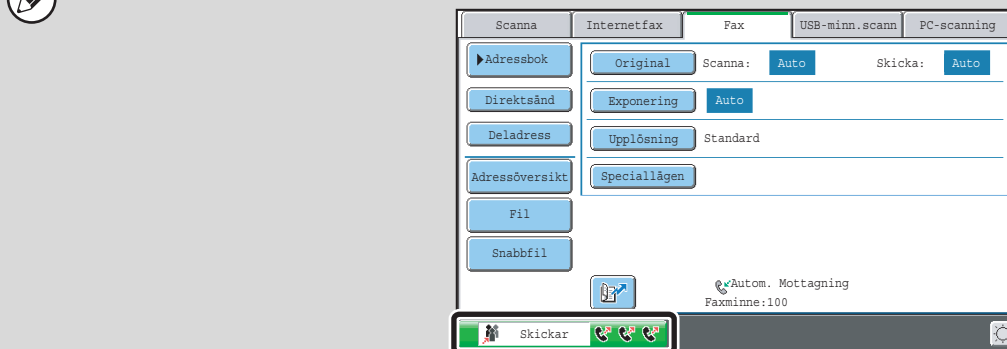 Scanna Internetfax Fax USB-minn.scann PC-scanning
Adressbok Original Scanna: Auto Skicka: Auto
Direktsänd Exponering Auto
Deladress Upplösning Standard
Adressöversikt Speciallägen
Fil
Snabbfil
Autom. Mottagning
Faxminne:100
Skickar